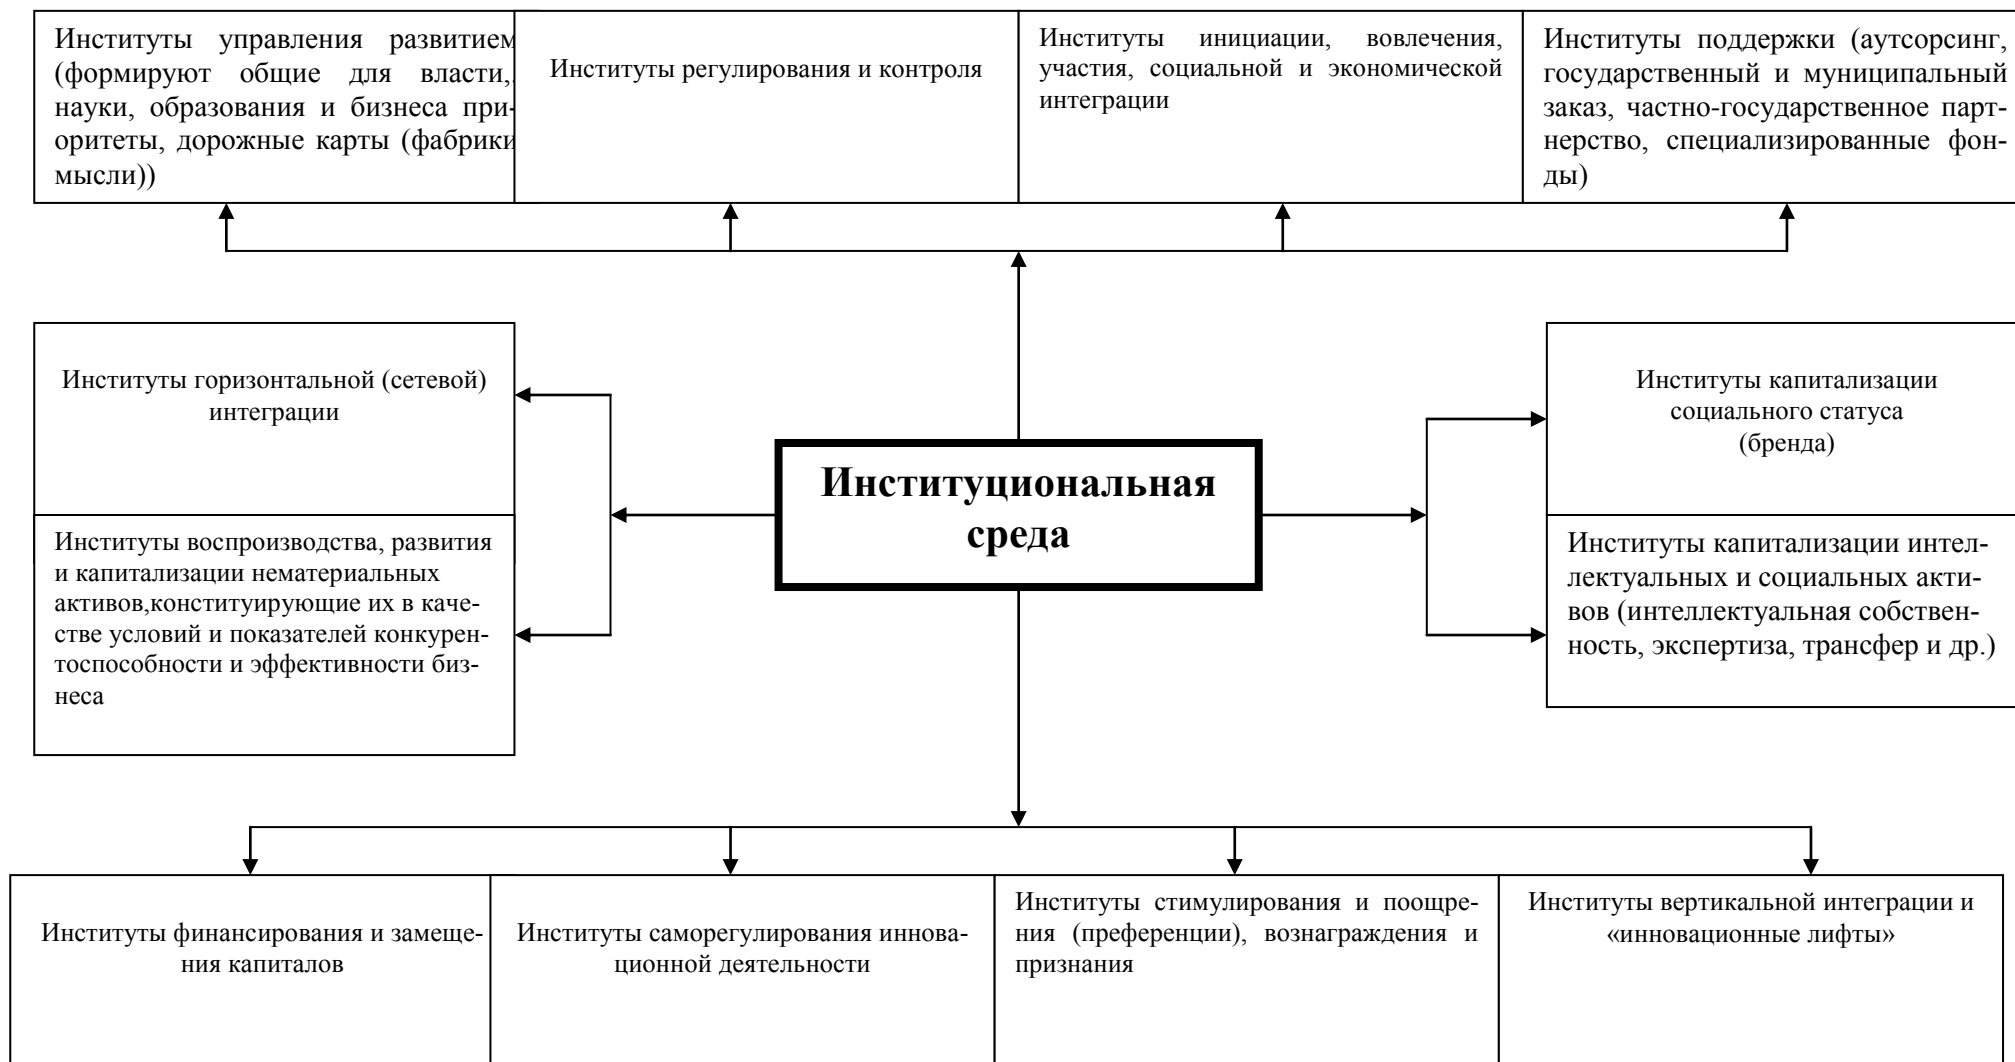 Институты управления развитием
(формируют общие для власти,
науки, образования и бизнеса при-
оритеты, дорожные карты (фабрики
мысли))
Институты регулирования и контроля
Институты инициации, вовлечения,
участия, социальной и экономической
интеграции
Институты поддержки (аутсорсинг,
государственный и муниципальный
заказ, частно-государственное парт-
нерство, специализированные фон-
ды)
Институты горизонтальной (сетевой)
интеграции
Институты воспроизводства, развития
и капитализации нематериальных
активов,конституирующие их в каче-
стве условий и показателей конкурен-
тоспособности и эффективности биз-
неса
Институциональная
среда
Институты капитализации
социального статуса
(бренда)
Институты капитализации интел-
лектуальных и социальных акти-
вов (интеллектуальная собствен-
ность, экспертиза, трансфер и др.)
Институты финансирования и замеще-
ния капиталов
Институты саморегулирования иннова-
ционной деятельности
Институты стимулирования и поощре-
ния (преференции), вознаграждения и
признания
Институты вертикальной интеграции и
«инновационные лифты»